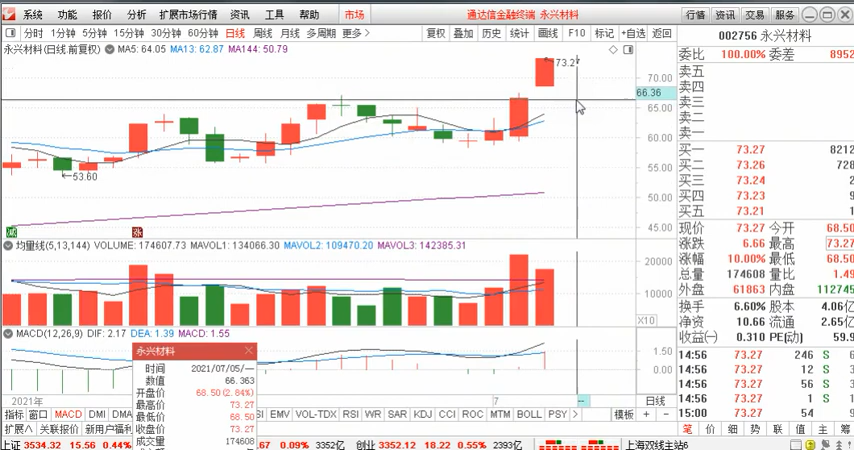 系统 功能 报价 分析 扩展市场行情 资讯 工具 帮助 市场 通达信金融终端 永兴材料 行情 资讯 交易 服务
分时 1分钟 5分钟 15分钟 30分钟 60分钟 日线 周线 月线 多周期 更多> 复权 叠加 历史 统计 画线 F10 标记 +自选 返回
002756 永兴材料
永兴材料(日线.前复权) MA5: 64.05 MA13: 62.87 MA144: 50.79
委比 100.00% 委差 8952
卖五
卖四
卖三
卖二
卖一
买一 73.27 8212
买二 73.26 728
买三 73.24 2
买四 73.23 9
买五 73.21 1
现价 73.27 今开 68.50
涨跌 6.66 最高 73.27
涨幅 10.00% 最低 68.50
总量 174608 量比 1.49
外盘 61863 内盘 112745
换手 6.60% 股本 4.06亿
净资 10.66 流通 2.65亿
收益㈠ 0.310 PE(动) 59.9
14:56 73.27 246 S 6
14:56 73.27 12 S
14:56 73.27 56 S
14:56 73.27 1 S
15:00 73.27 54
笔 价 细 势 联 值 主 筹
73.27
70.00
66.36
65.00
60.00
55.00
50.00
45.00
53.60
减
涨
均量线(5,13,144) VOLUME: 174607.73 MAVOL1: 134066.30 MAVOL2: 109470.20 MAVOL3: 142385.31
20000
10000
X10
MACD(12,26,9) DIF: 2.17 DEA: 1.39 MACD: 1.55
1.50
0.00
永兴材料
时间 2021/07/05/一
数值 66.363
开盘价 68.50(2.84%)
最高价 73.27
最低价 68.50
收盘价 73.27
成交量 174608
2021年 7 日线
指标 窗口 MACD DMI DMA EMV VOL-TDX RSI WR SAR KDJ CCI ROC MTM BOLL PSY > 模板 + −
扩展∧ 关联报价 新用户福利
上证 3534.32 15.56 0.44% .67 0.09% 3352亿 创业 3352.12 18.22 0.55% 2393亿 上海双线主站6